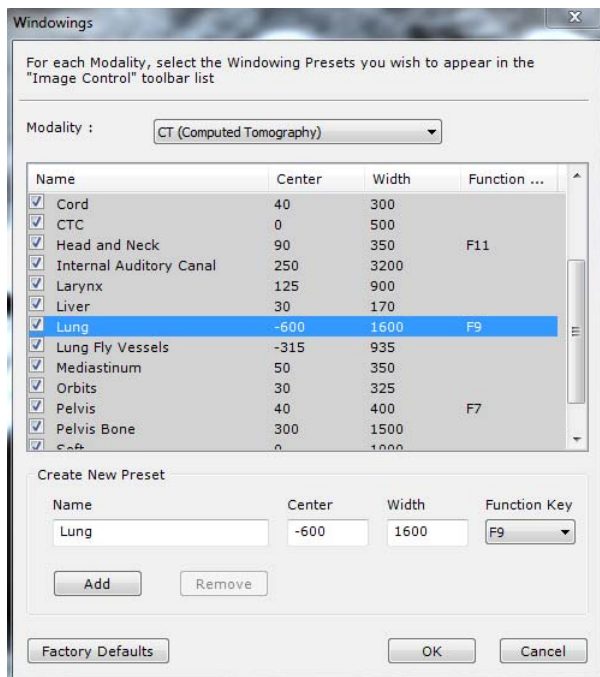 Windowings
For each Modality, select the Windowing Presets you wish to appear in the
"Image Control" toolbar list
Modality : CT (Computed Tomography)
Name Center Width Function ...
Cord 40 300
CTC 0 500
Head and Neck 90 350 F11
Internal Auditory Canal 250 3200
Larynx 125 900
Liver 30 170
Lung -600 1600 F9
Lung Fly Vessels -315 935
Mediastinum 50 350
Orbits 30 325
Pelvis 40 400 F7
Pelvis Bone 300 1500
Soft 0 1000
Create New Preset
Name Center Width Function Key
Lung -600 1600 F9
Add Remove
Factory Defaults OK Cancel